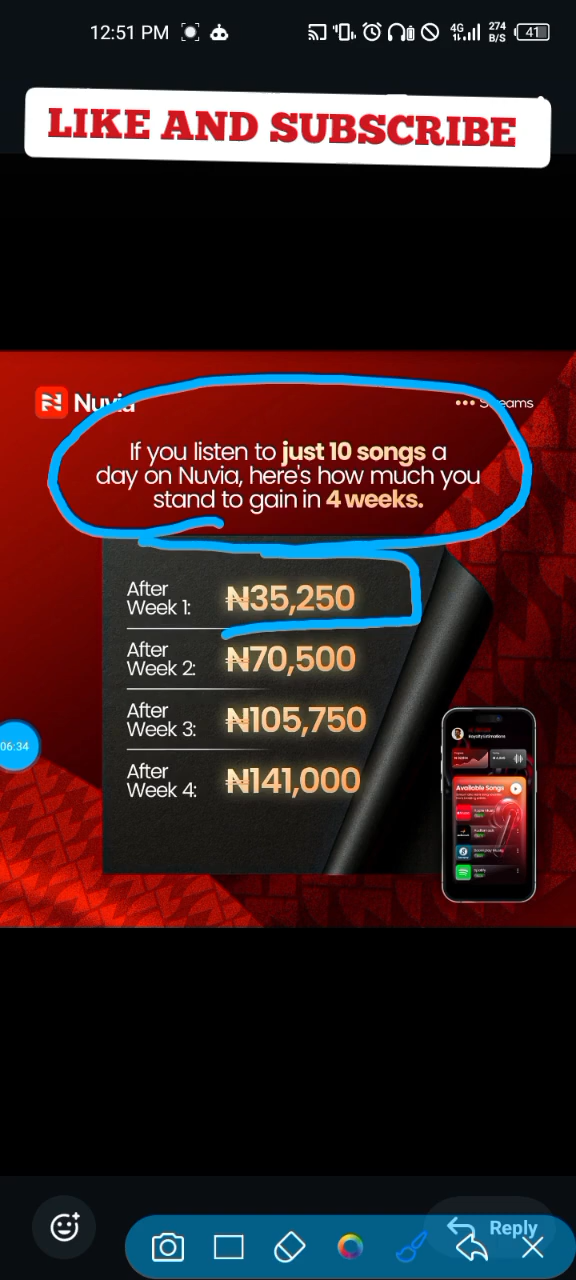 12:51 PM
4G
274
B/S
41
LIKE AND SUBSCRIBE
Nuvia
If you listen to just 10 songs a
day on Nuvia, here's how much you
stand to gain in 4 weeks.
After
Week 1:
₦35,250
After
Week 2:
₦70,500
After
Week 3:
₦105,750
After
Week 4:
₦141,000
06:34
Available Songs
Reply